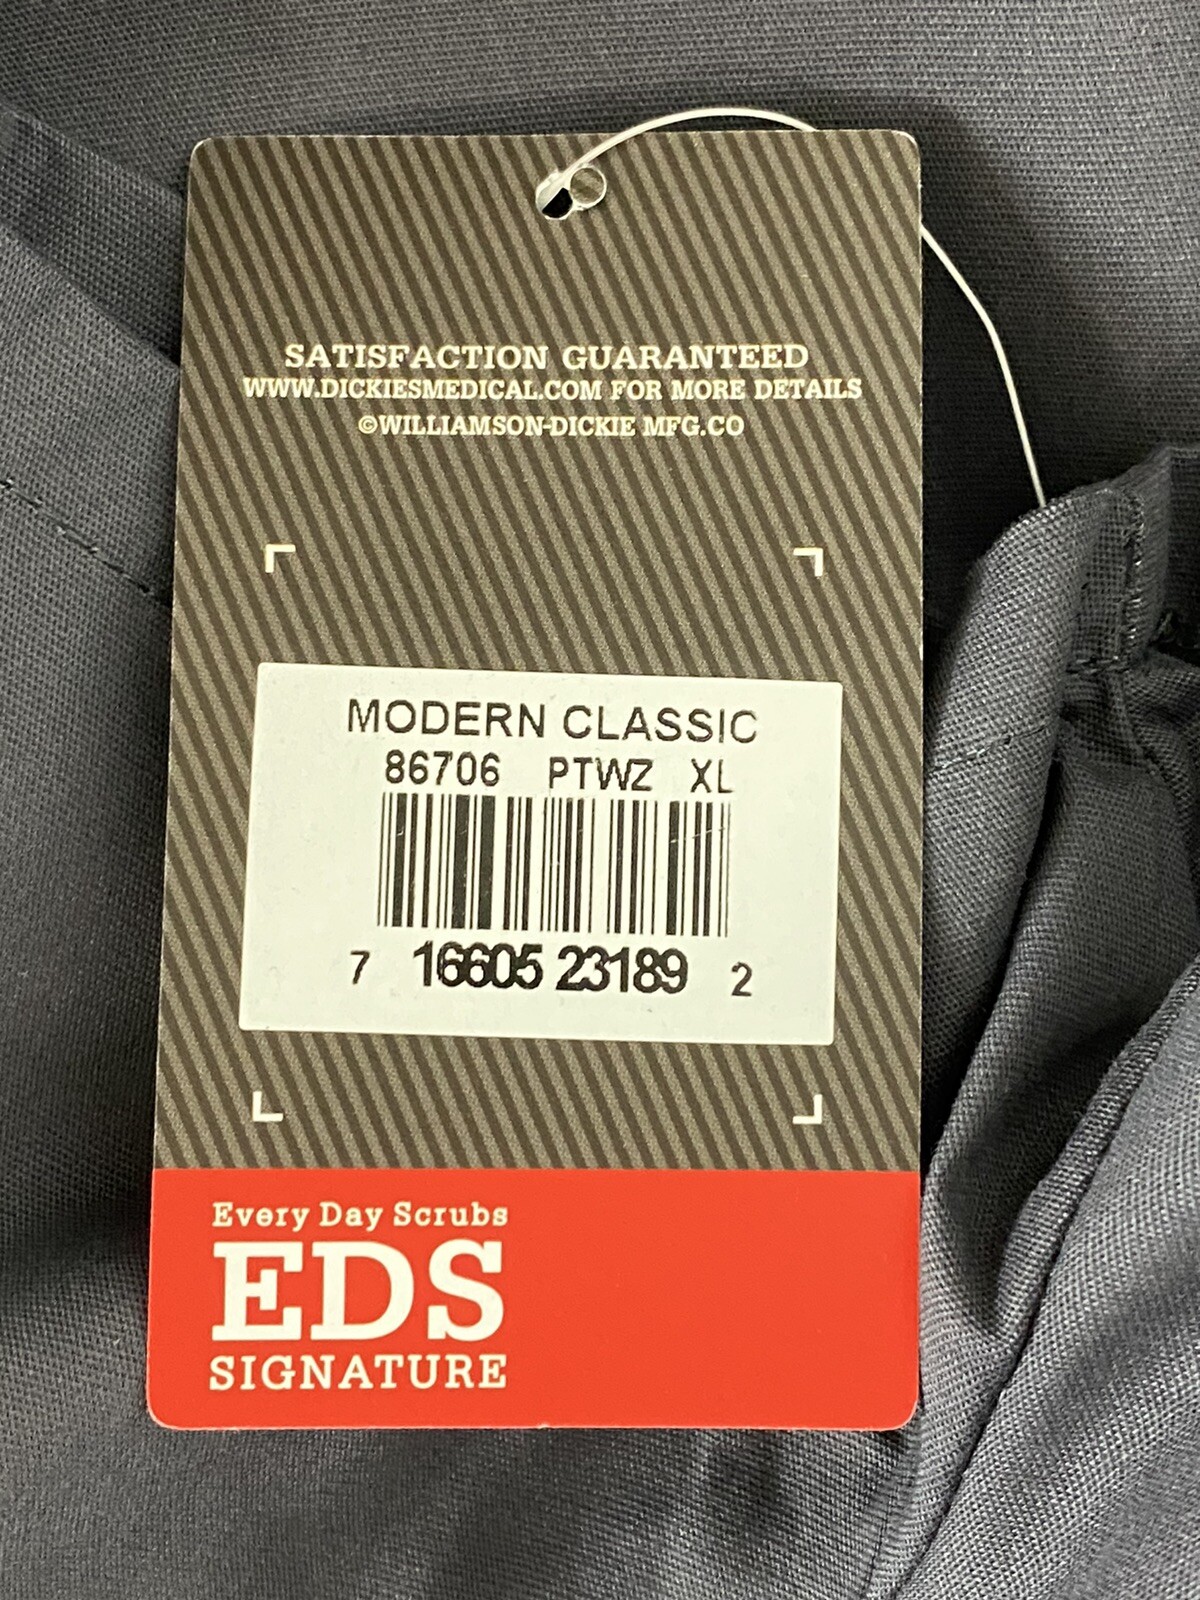 SATISFACTION GUARANTEED
WWW.DICKIESMEDICAL.COM FOR MORE DETAILS
©WILLIAMSON-DICKIE MFG.CO
MODERN CLASSIC
86706 PTWZ XL
7 16605 23189 2
Every Day Scrubs
EDS
SIGNATURE